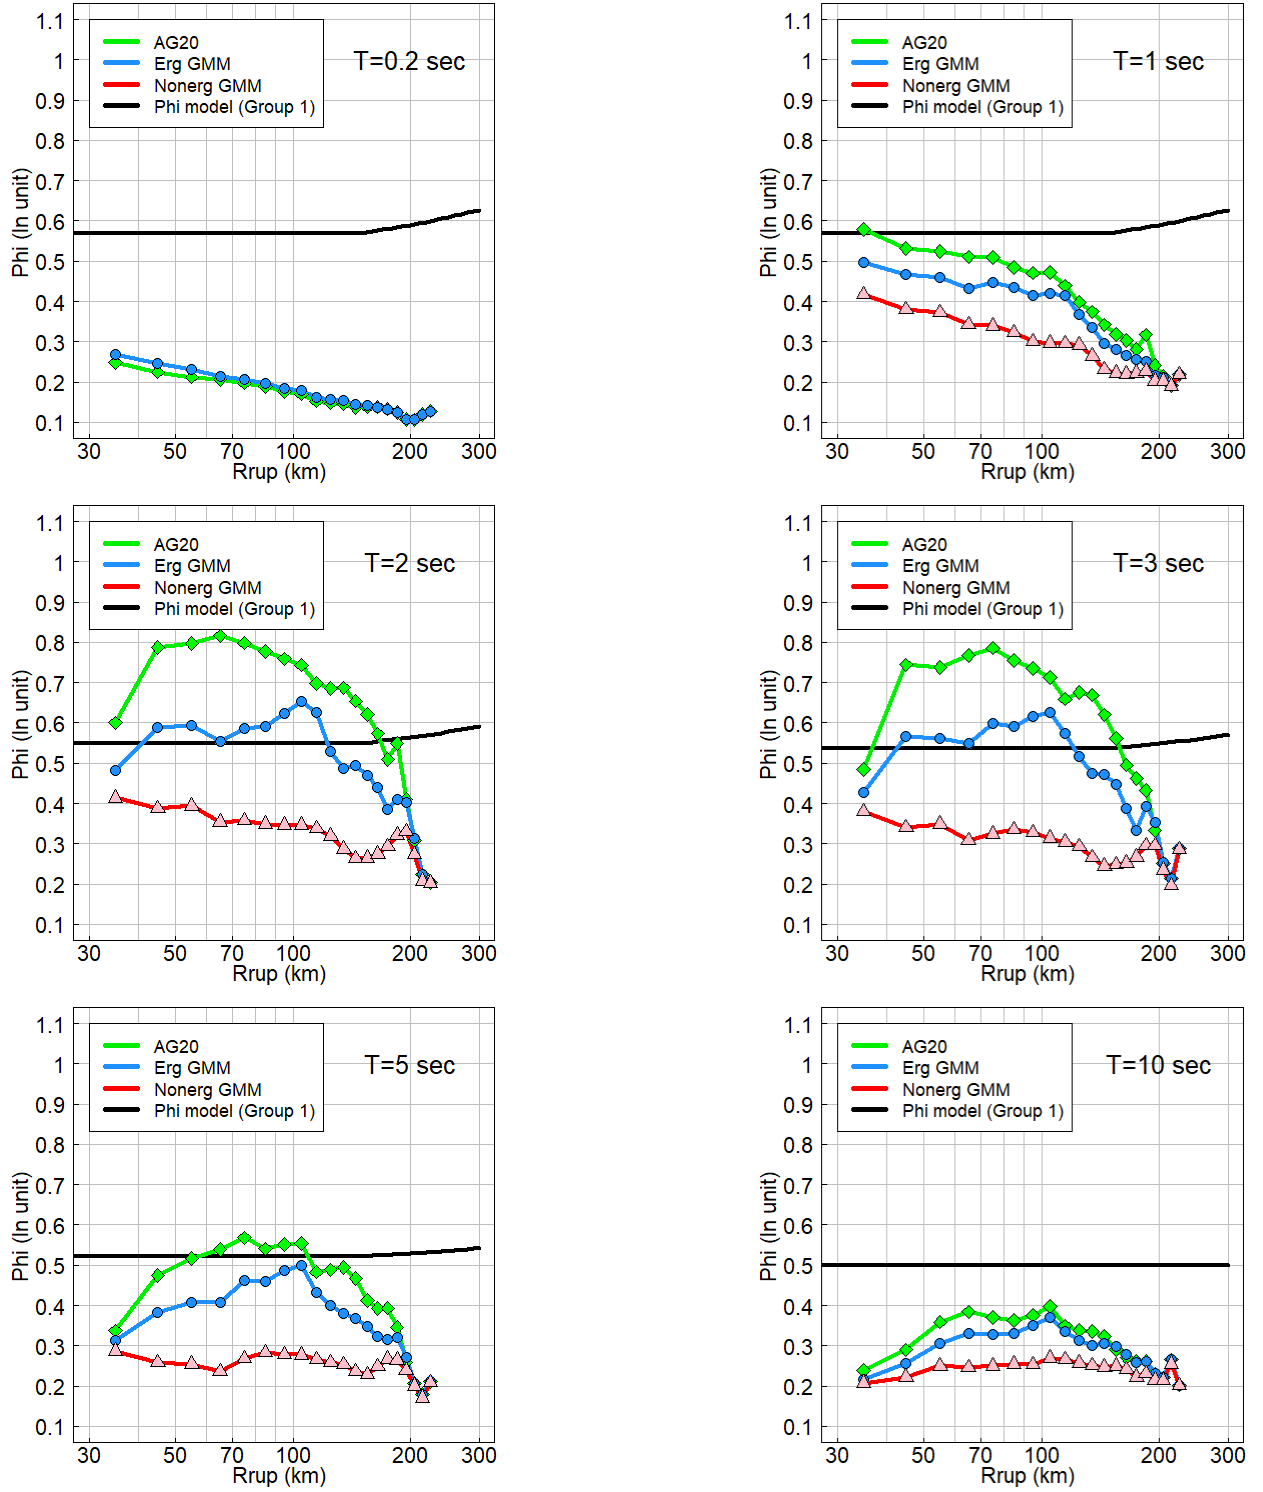 Phi (ln unit)
1.1
1
0.9
0.8
0.7
0.6
0.5
0.4
0.3
0.2
0.1
AG20
Erg GMM
Nonerg GMM
Phi model (Group 1)
T=0.2 sec
30 50 70 100 200 300
Rrup (km)
Phi (ln unit)
1.1
1
0.9
0.8
0.7
0.6
0.5
0.4
0.3
0.2
0.1
AG20
Erg GMM
Nonerg GMM
Phi model (Group 1)
T=1 sec
30 50 70 100 200 300
Rrup (km)
Phi (ln unit)
1.1
1
0.9
0.8
0.7
0.6
0.5
0.4
0.3
0.2
0.1
AG20
Erg GMM
Nonerg GMM
Phi model (Group 1)
T=2 sec
30 50 70 100 200 300
Rrup (km)
Phi (ln unit)
1.1
1
0.9
0.8
0.7
0.6
0.5
0.4
0.3
0.2
0.1
AG20
Erg GMM
Nonerg GMM
Phi model (Group 1)
T=3 sec
30 50 70 100 200 300
Rrup (km)
Phi (ln unit)
1.1
1
0.9
0.8
0.7
0.6
0.5
0.4
0.3
0.2
0.1
AG20
Erg GMM
Nonerg GMM
Phi model (Group 1)
T=5 sec
30 50 70 100 200 300
Rrup (km)
Phi (ln unit)
1.1
1
0.9
0.8
0.7
0.6
0.5
0.4
0.3
0.2
0.1
AG20
Erg GMM
Nonerg GMM
Phi model (Group 1)
T=10 sec
30 50 70 100 200 300
Rrup (km)